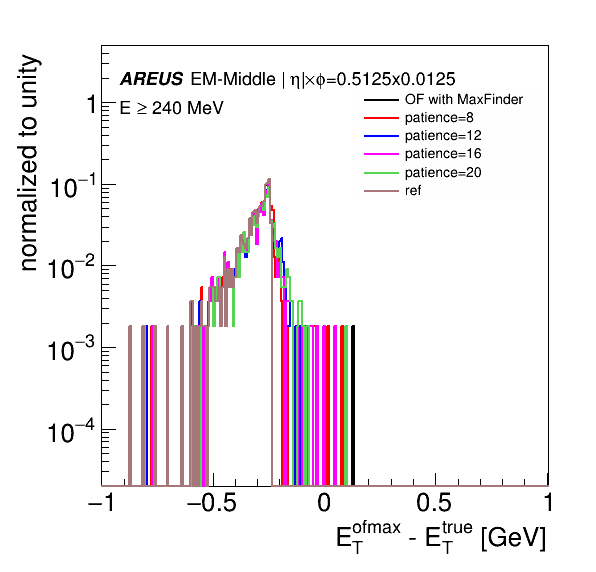 AREUS EM-Middle | η|×φ=0.5125x0.0125
E ≥ 240 MeV
OF with MaxFinder
patience=8
patience=12
patience=16
patience=20
ref
normalized to unity
1
10⁻¹
10⁻²
10⁻³
10⁻⁴
−1 −0.5 0 0.5 1
E_T^ofmax - E_T^true [GeV]